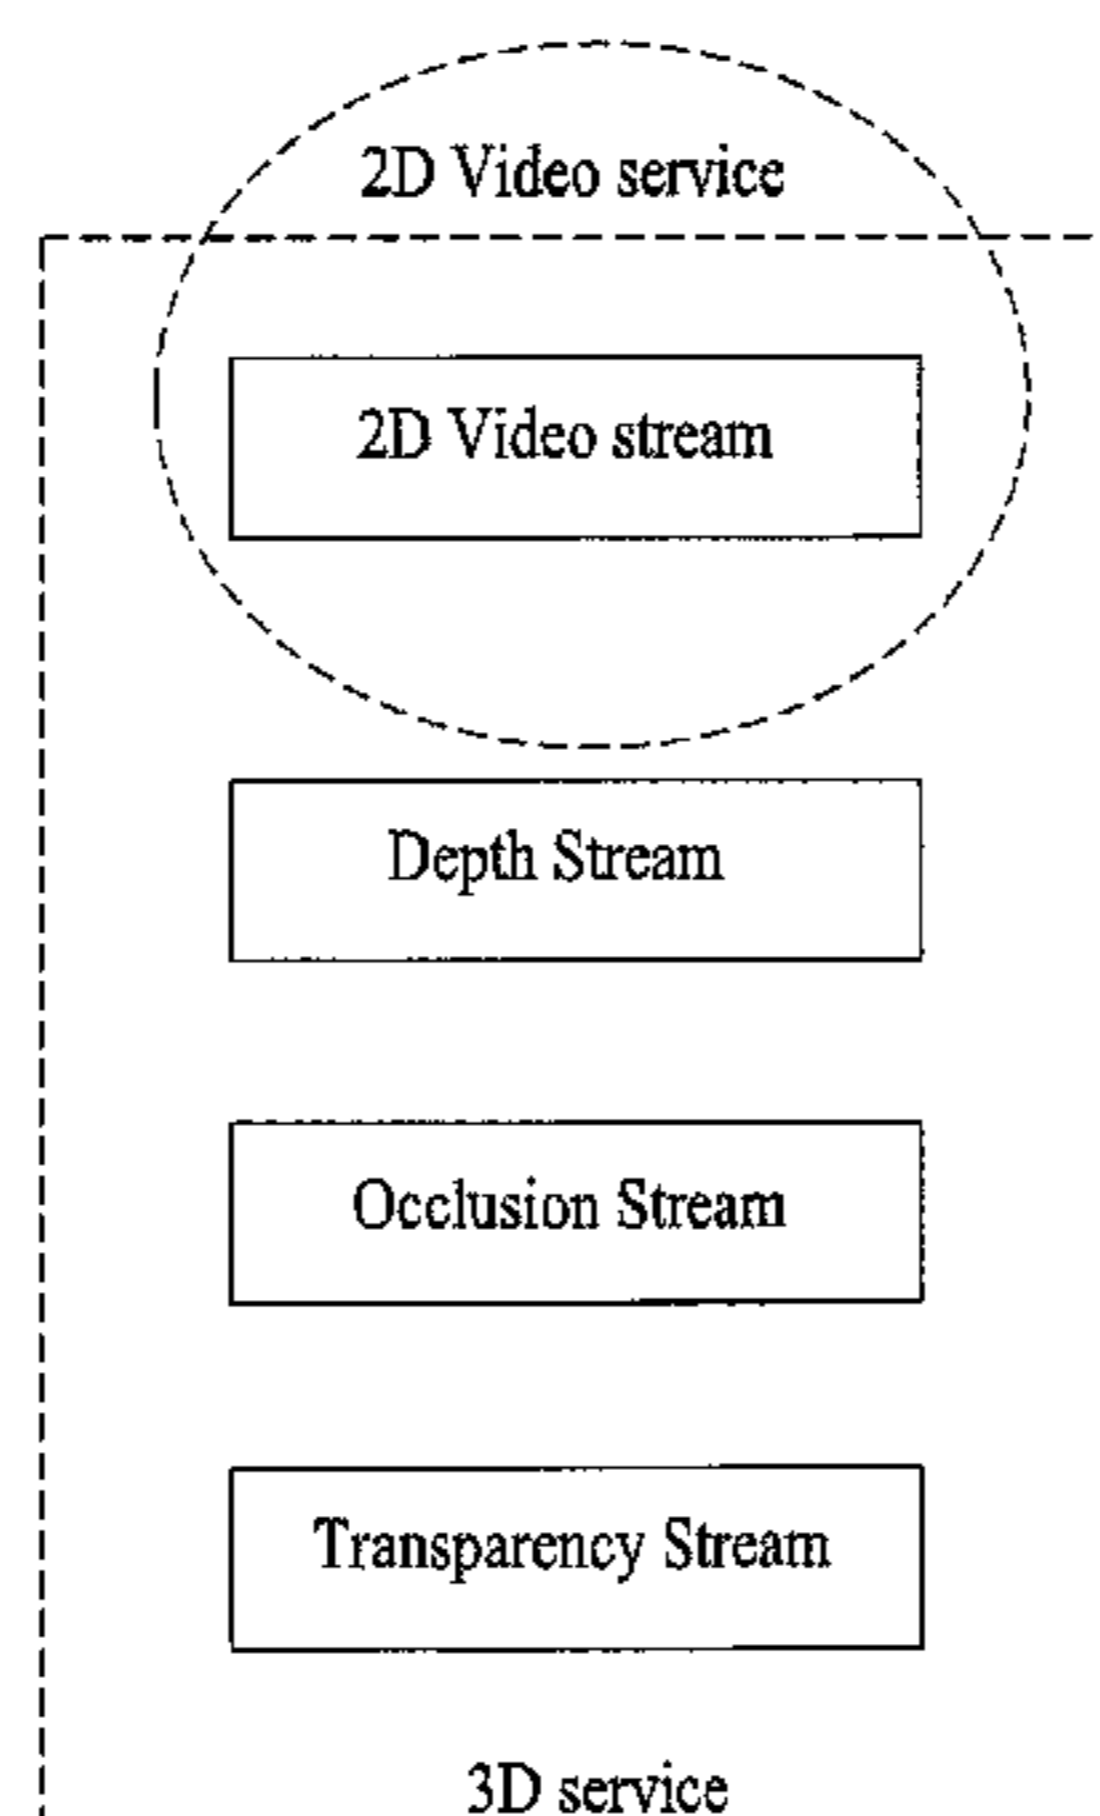 2D Video service
2D Video stream
Depth Stream
Occlusion Stream
Transparency Stream
3D service